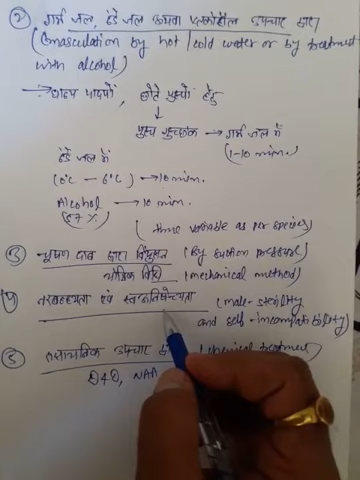 ② गर्म जल, ठंडे जल अथवा एल्कोहॉल उपचार द्वारा
(Emasculation by hot / cold water or by treatment
with alcohol)
पादपों, छोटे पुष्पों हेतु
↓
पुष्प गुच्छक → गर्म जल में
(1-10 min.)
ठंडे जल में
(0°C - 6°C) → 10 min.
Alcohol → 10 min.
(57%)
(time variable as per species)
③ चूषण दाब द्वारा विपुंसन (By suction pressure)
यांत्रिक विधि (mechanical method)
④ नरबन्ध्यता एवं स्वअनिषेच्यता (male-sterility
and self-incompatibility)
⑤ रासायनिक उपचार (chemical treatment)